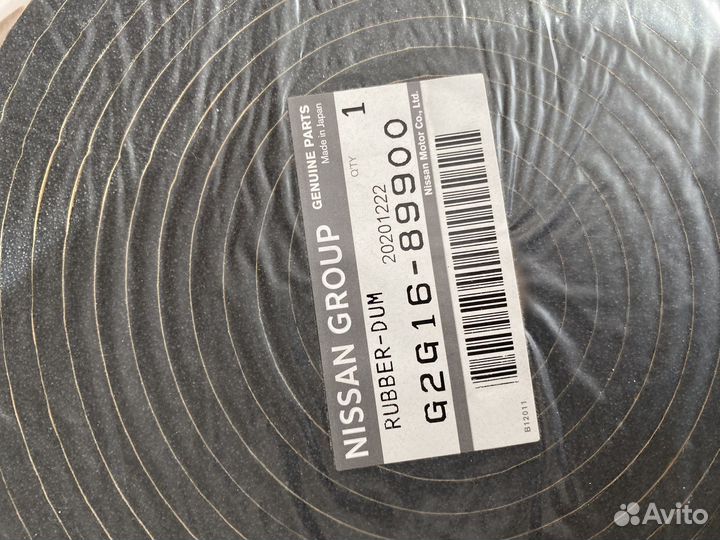 NISSAN GROUP
GENUINE PARTS
Made in Japan
RUBBER-DUM
20201222
QTY
1
G2G16-89900
Nissan Motor Co., Ltd.
B12011
Avito